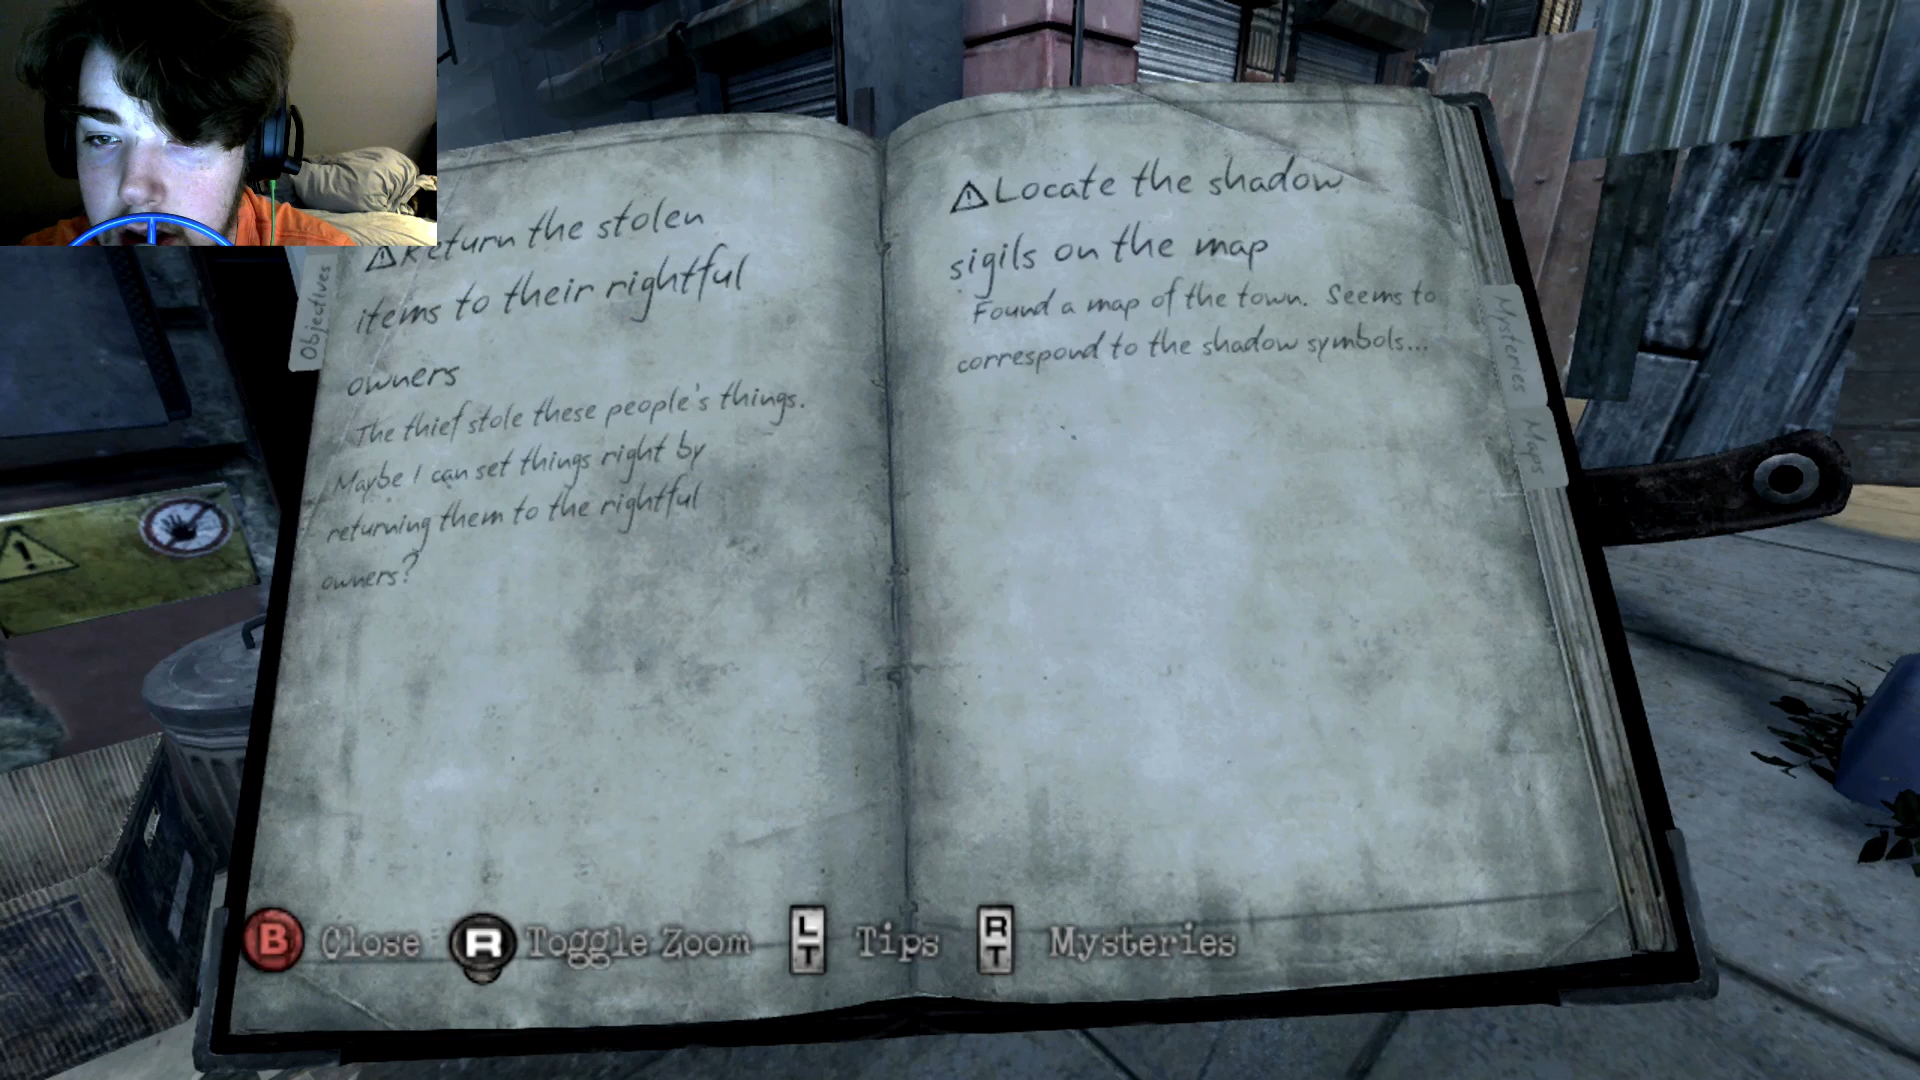 Return the stolen
items to their rightful
owners
The thief stole these people's things.
Maybe I can set things right by
returning them to the rightful
owners?
Locate the shadow
sigils on the map
Found a map of the town. Seems to
correspond to the shadow symbols...
Objectives
Mysteries
Maps
B Close R Toggle Zoom LT Tips RT Mysteries